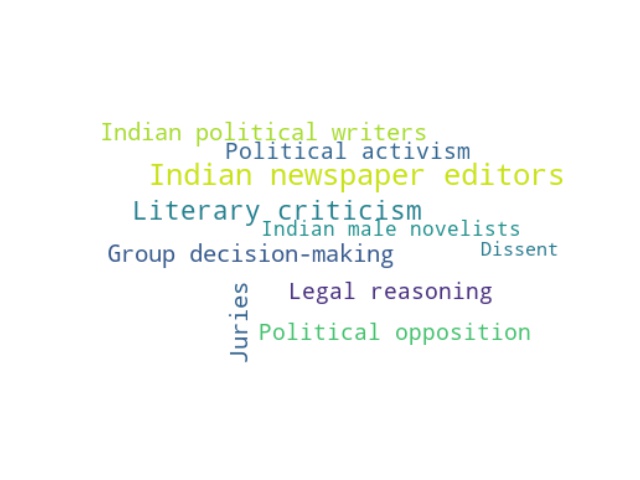 Indian political writers
Political activism
Indian newspaper editors
Literary criticism
Indian male novelists
Group decision-making
Dissent
Juries
Legal reasoning
Political opposition